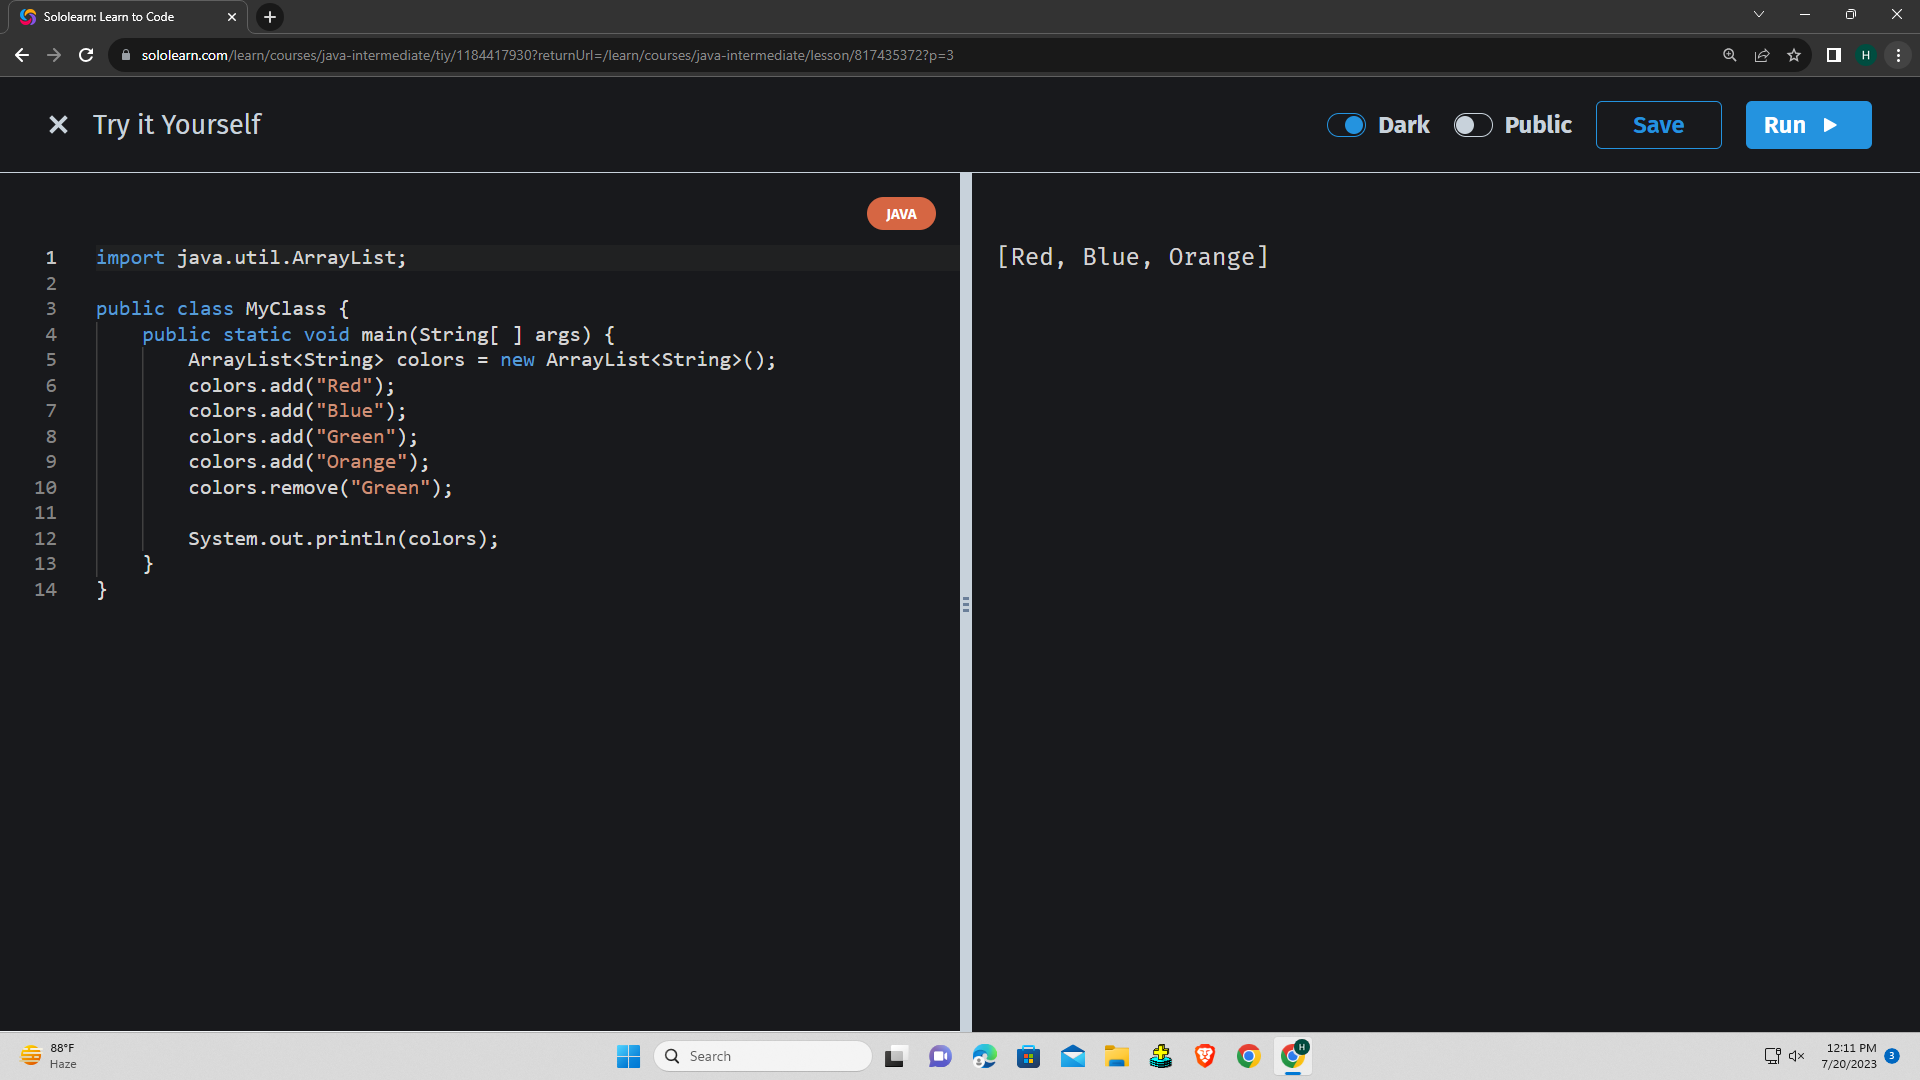 Sololearn: Learn to Code
sololearn.com/learn/courses/java-intermediate/tiy/1184417930?returnUrl=/learn/courses/java-intermediate/lesson/817435372?p=3
H
Try it Yourself
Dark
Public
Save
Run
JAVA
1 import java.util.ArrayList;
2
3 public class MyClass {
4 public static void main(String[ ] args) {
5 ArrayList<String> colors = new ArrayList<String>();
6 colors.add("Red");
7 colors.add("Blue");
8 colors.add("Green");
9 colors.add("Orange");
10 colors.remove("Green");
11
12 System.out.println(colors);
13 }
14 }
[Red, Blue, Orange]
88°F
Haze
Search
H
12:11 PM
7/20/2023
3